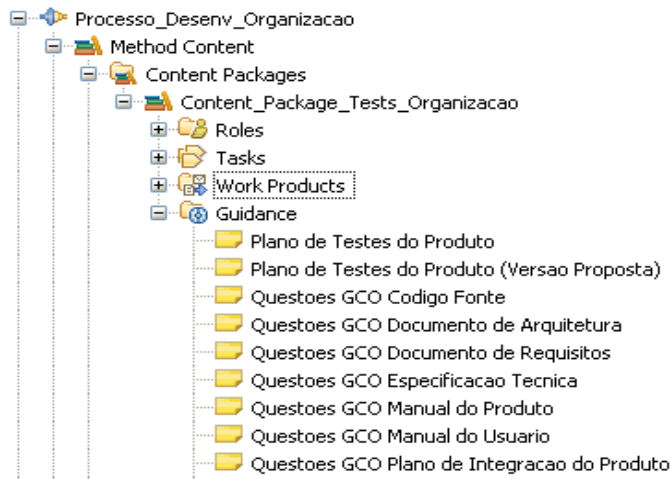 Processo_Desenv_Organizacao
Method Content
Content Packages
Content_Package_Tests_Organizacao
Roles
Tasks
Work Products
Guidance
Plano de Testes do Produto
Plano de Testes do Produto (Versao Proposta)
Questoes GCO Codigo Fonte
Questoes GCO Documento de Arquitetura
Questoes GCO Documento de Requisitos
Questoes GCO Especificacao Tecnica
Questoes GCO Manual do Produto
Questoes GCO Manual do Usuario
Questoes GCO Plano de Integracao do Produto